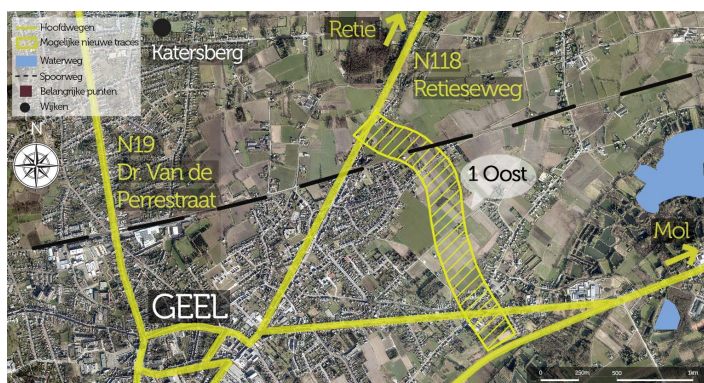 Hoofdwegen
Mogelijke nieuwe traces
Waterweg
Spoorweg
Belangrijke punten
Wijken
N
Katersberg
Retie
N118
Retieseweg
N19
Dr. Van de
Perrestraat
1 Oost
Mol
GEEL
0 250m 500 1km